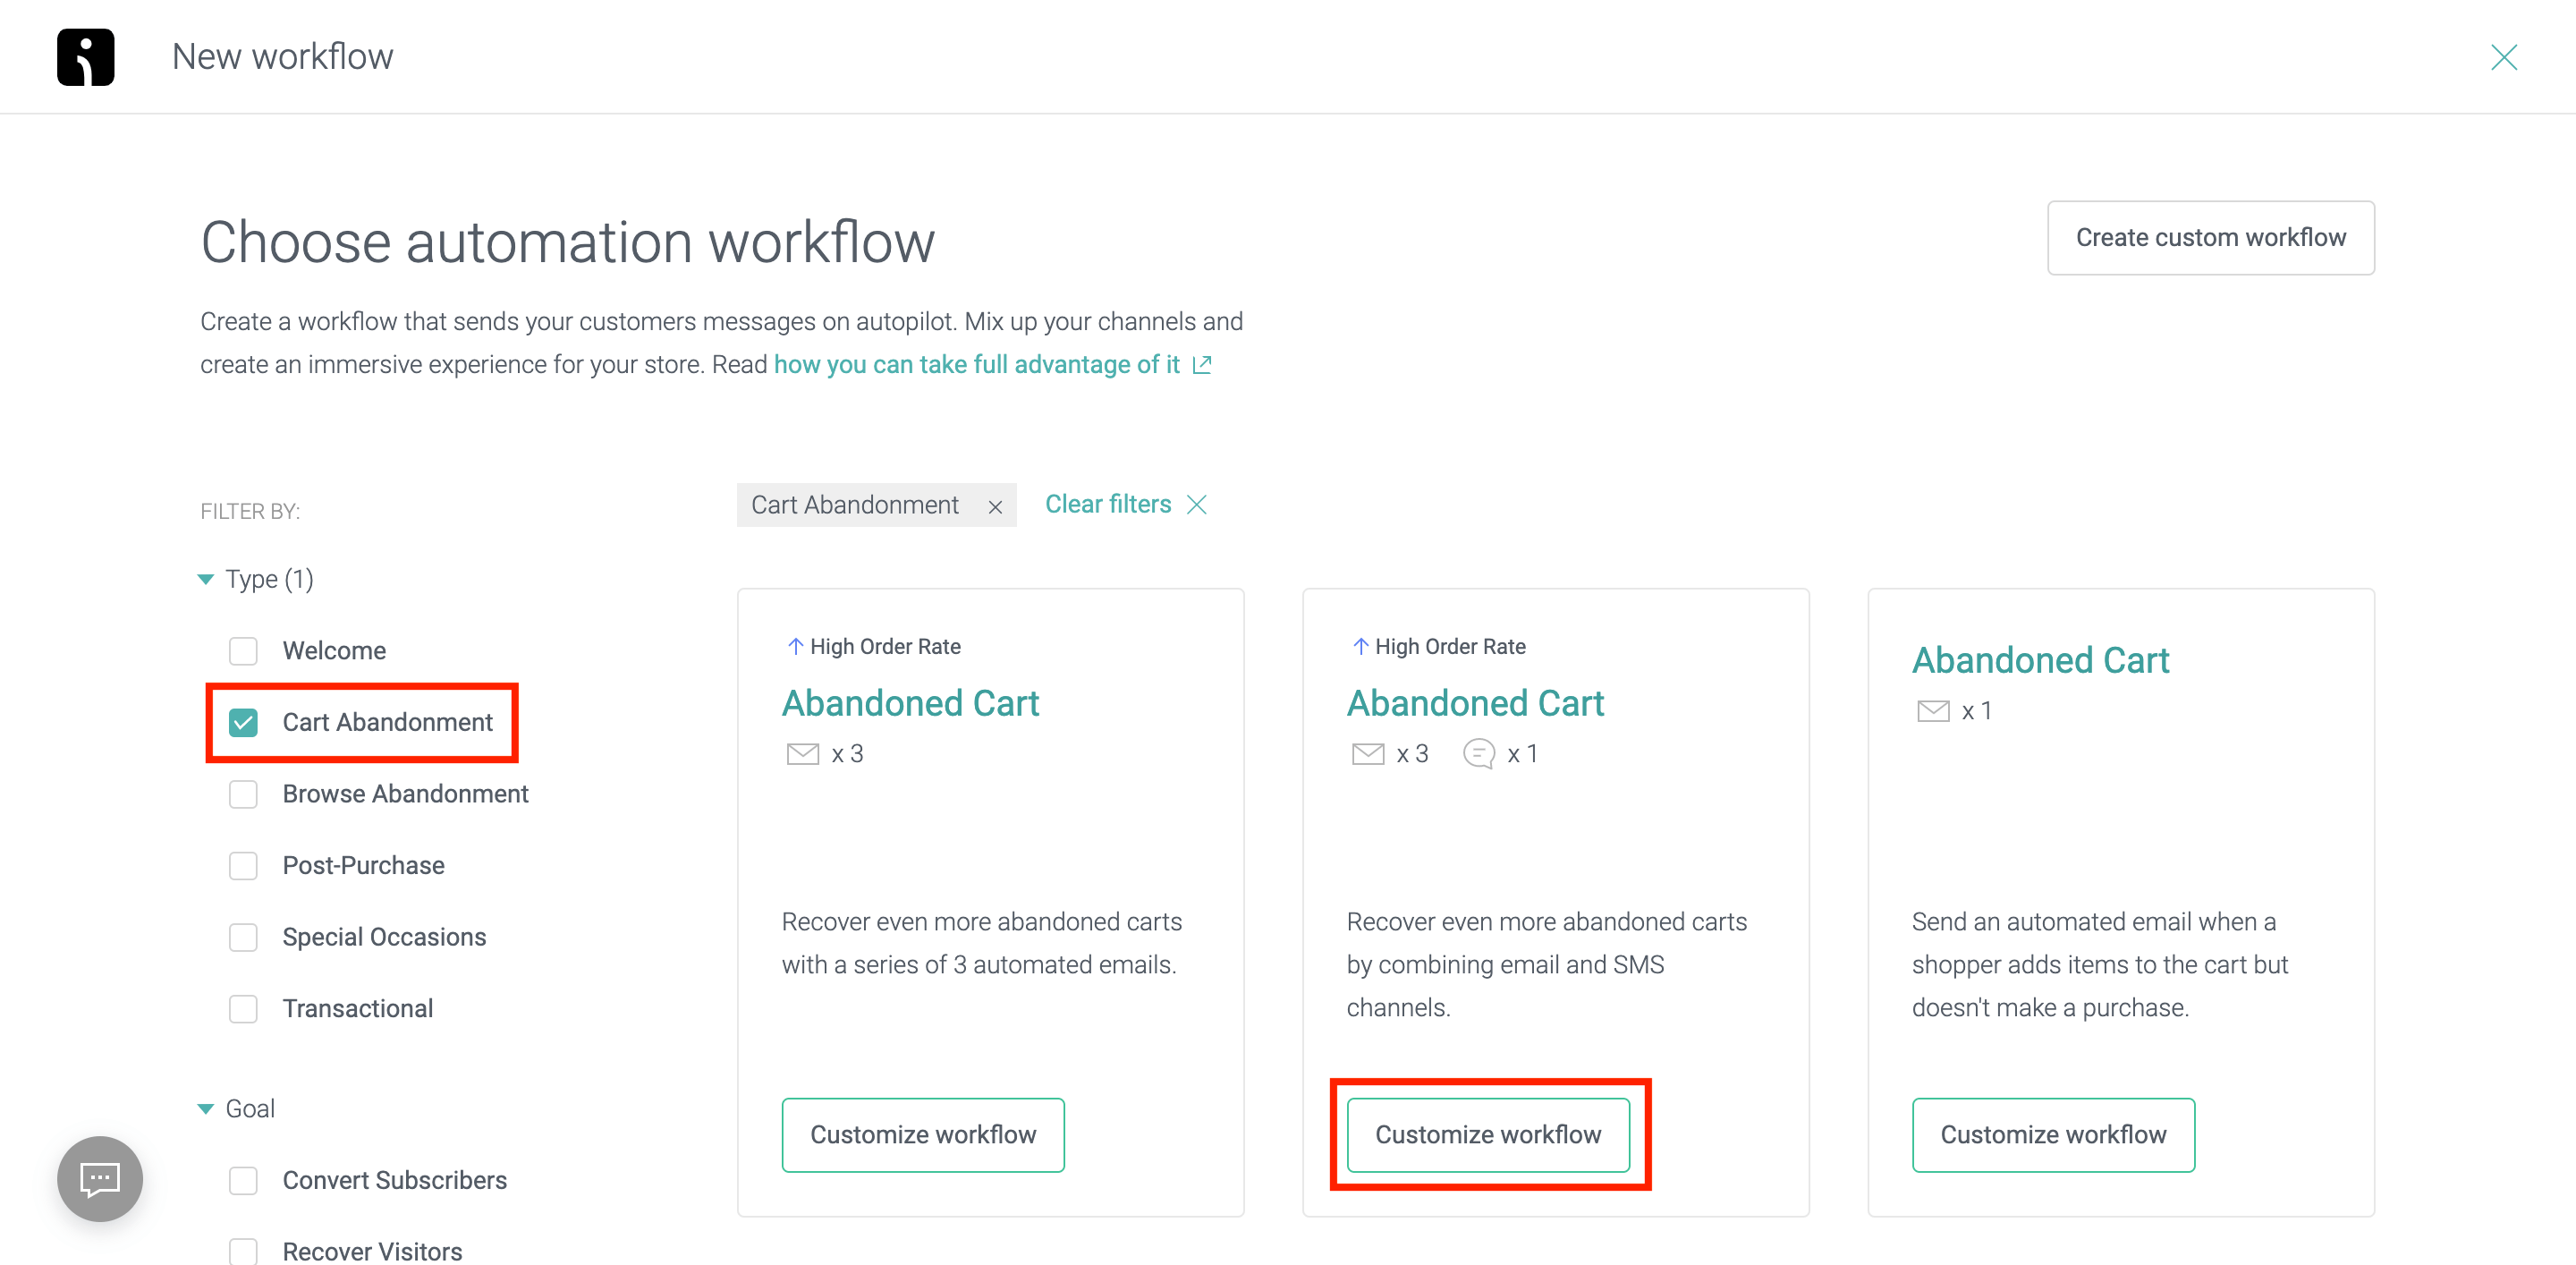 New workflow
Choose automation workflow
Create custom workflow
Create a workflow that sends your customers messages on autopilot. Mix up your channels and
create an immersive experience for your store. Read how you can take full advantage of it
FILTER BY:
Type (1)
Welcome
Cart Abandonment
Browse Abandonment
Post-Purchase
Special Occasions
Transactional
Goal
Convert Subscribers
Recover Visitors
Cart Abandonment
Clear filters
High Order Rate
Abandoned Cart
x 3
Recover even more abandoned carts
with a series of 3 automated emails.
Customize workflow
High Order Rate
Abandoned Cart
x 3 x 1
Recover even more abandoned carts
by combining email and SMS
channels.
Customize workflow
Abandoned Cart
x 1
Send an automated email when a
shopper adds items to the cart but
doesn't make a purchase.
Customize workflow